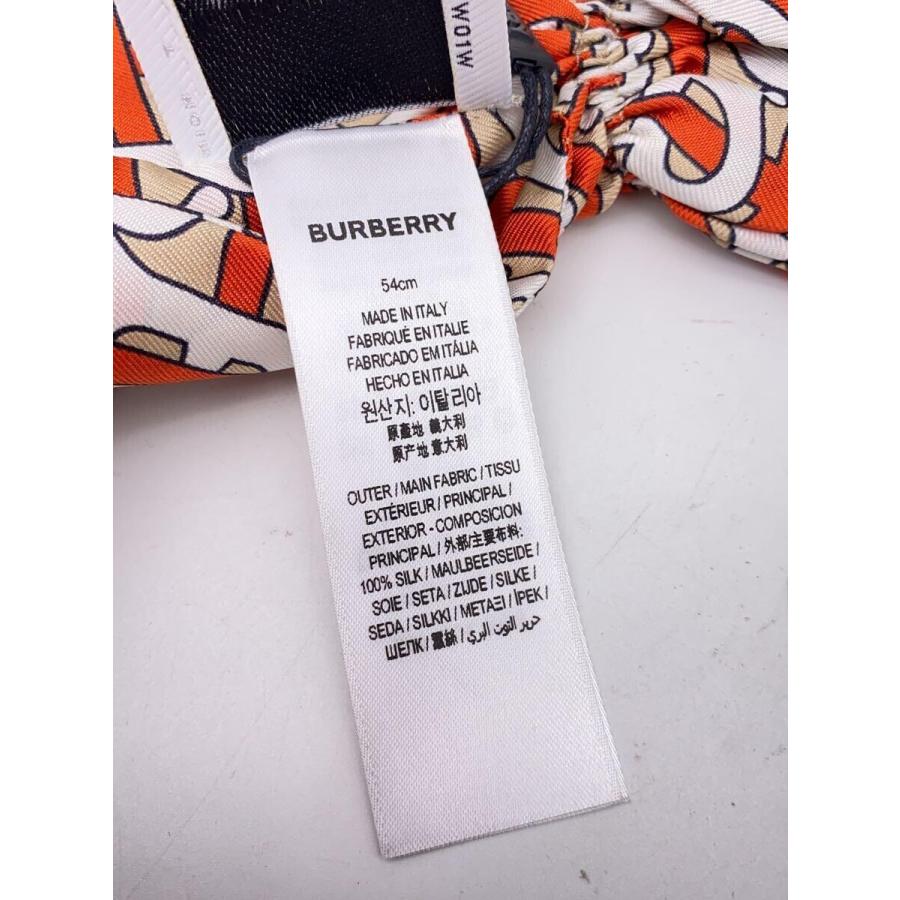 W01W
BURBERRY
54cm
MADE IN ITALY
FABRIQUÉ EN ITALIE
FABRICADO EM ITÁLIA
HECHO EN ITALIA
원산지: 이탈리아
原產地 義大利
原产地 意大利
OUTER / MAIN FABRIC / TISSU
EXTÉRIEUR / PRINCIPAL /
EXTERIOR - COMPOSICION
PRINCIPAL / 外部/主要布料:
100% SILK / MAULBEERSEIDE /
SOIE / SETA / ZIJDE / SILKE /
SEDA / SILKKI / ΜΕΤΑΞΙ / İPEK /
ШЕЛК / 蠶絲 / حرير التوت البري /